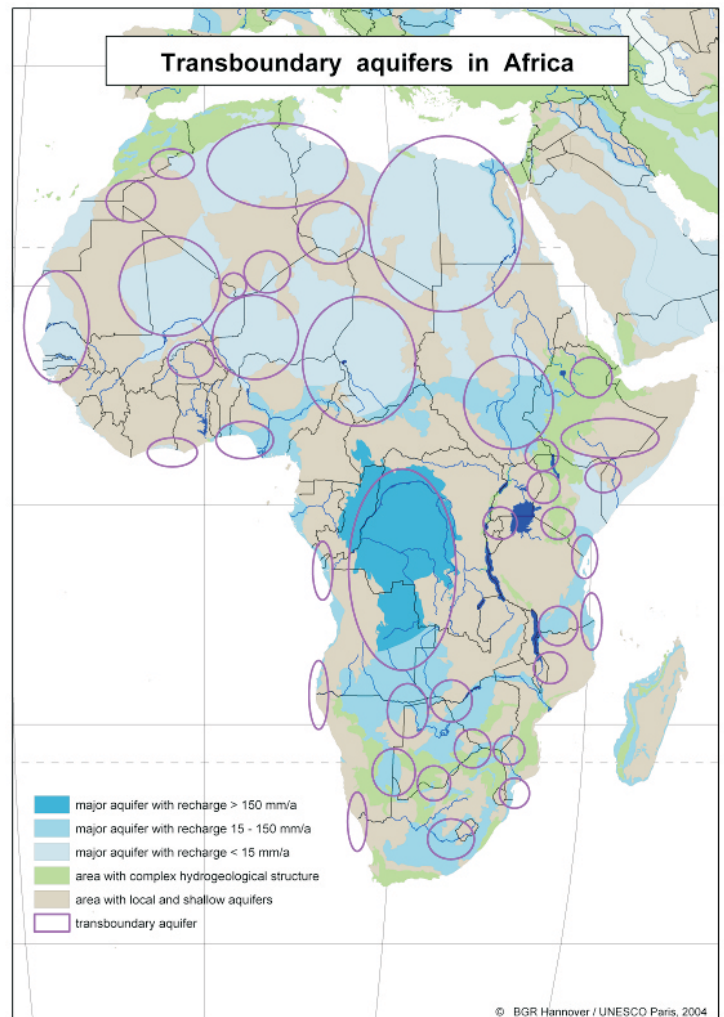 Transboundary aquifers in Africa
major aquifer with recharge > 150 mm/a
major aquifer with recharge 15 - 150 mm/a
major aquifer with recharge < 15 mm/a
area with complex hydrogeological structure
area with local and shallow aquifers
transboundary aquifer
© BGR Hannover / UNESCO Paris, 2004